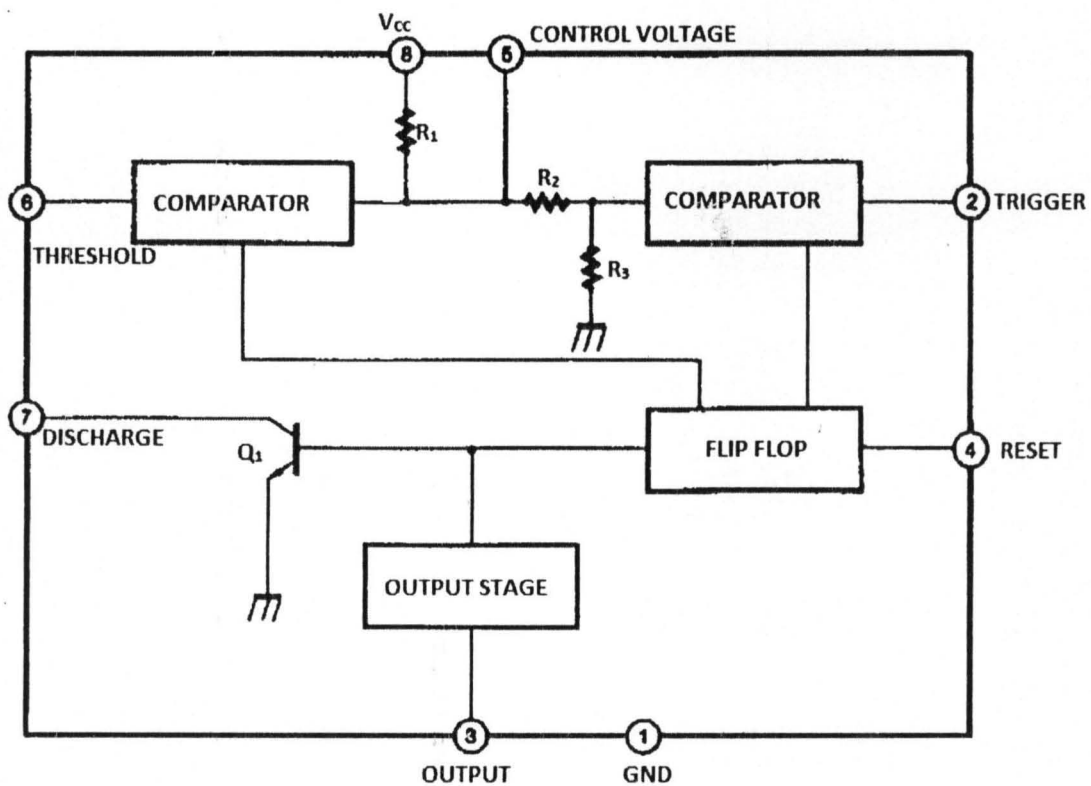 Vcc
8
5
CONTROL VOLTAGE
R1
R2
COMPARATOR
COMPARATOR
6
2
TRIGGER
THRESHOLD
R3
7
DISCHARGE
Q1
FLIP FLOP
4
RESET
OUTPUT STAGE
3
1
OUTPUT
GND